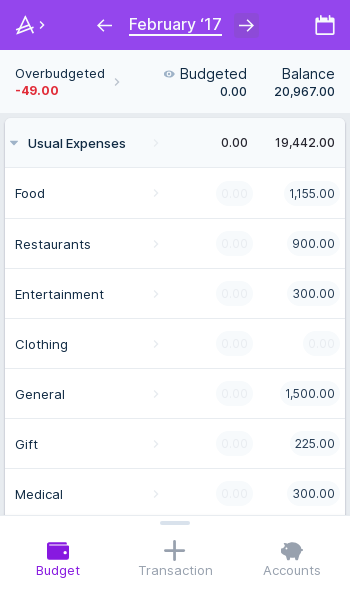 February ‘17
Overbudgeted Budgeted Balance
-49.00 0.00 20,967.00
Usual Expenses 0.00 19,442.00
Food 0.00 1,155.00
Restaurants 0.00 900.00
Entertainment 0.00 300.00
Clothing 0.00 0.00
General 0.00 1,500.00
Gift 0.00 225.00
Medical 0.00 300.00
Budget Transaction Accounts